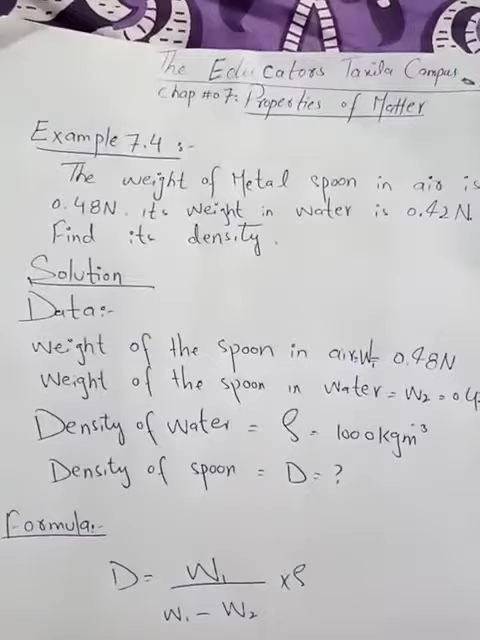 The Educators Taxila Campus.
Chap #07: Properties of Matter
Example 7.4 :-
The weight of Metal spoon in air is
0.48N. its weight in water is 0.42N
Find its density.
Solution
Data:-
Weight of the spoon in air=W₁= 0.48N
Weight of the spoon in water = W₂ = 0.4
Density of water = ρ = 1000kgm⁻³
Density of spoon = D = ?
Formula:-
D = W₁ / (W₁ - W₂) × ρ